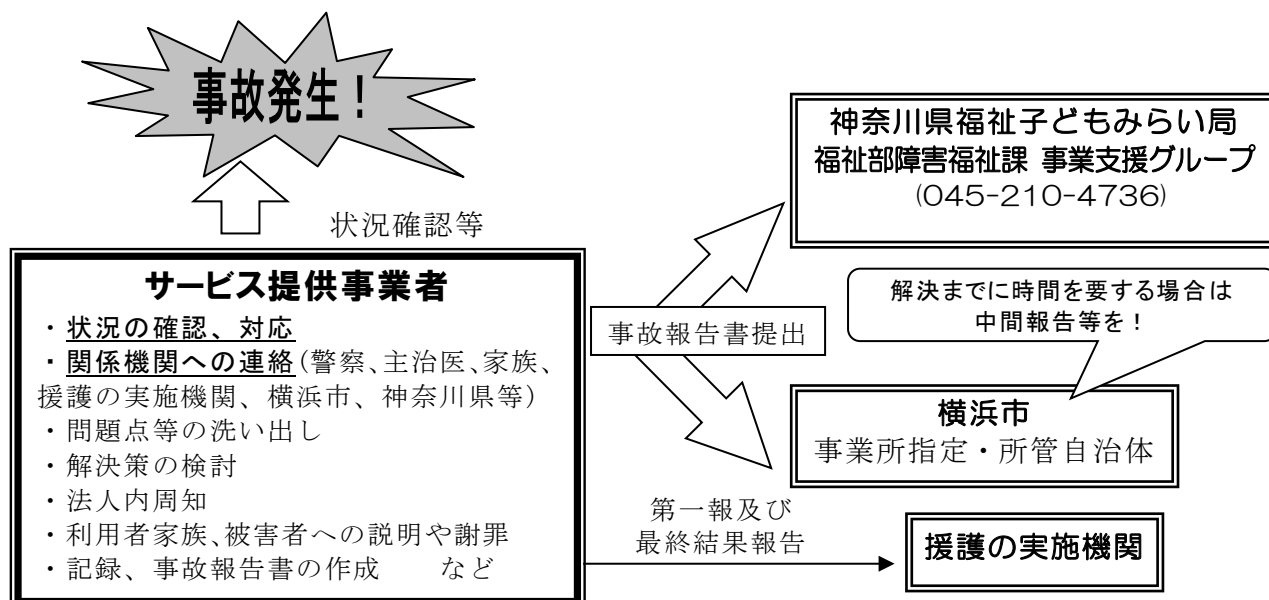 事故発生！
状況確認等
サービス提供事業者
・状況の確認、対応
・関係機関への連絡(警察、主治医、家族、
援護の実施機関、横浜市、神奈川県等)
・問題点等の洗い出し
・解決策の検討
・法人内周知
・利用者家族、被害者への説明や謝罪
・記録、事故報告書の作成　　など
事故報告書提出
神奈川県福祉子どもみらい局
福祉部障害福祉課 事業支援グループ
(045-210-4736)
解決までに時間を要する場合は
中間報告等を！
横浜市
事業所指定・所管自治体
第一報及び
最終結果報告
援護の実施機関